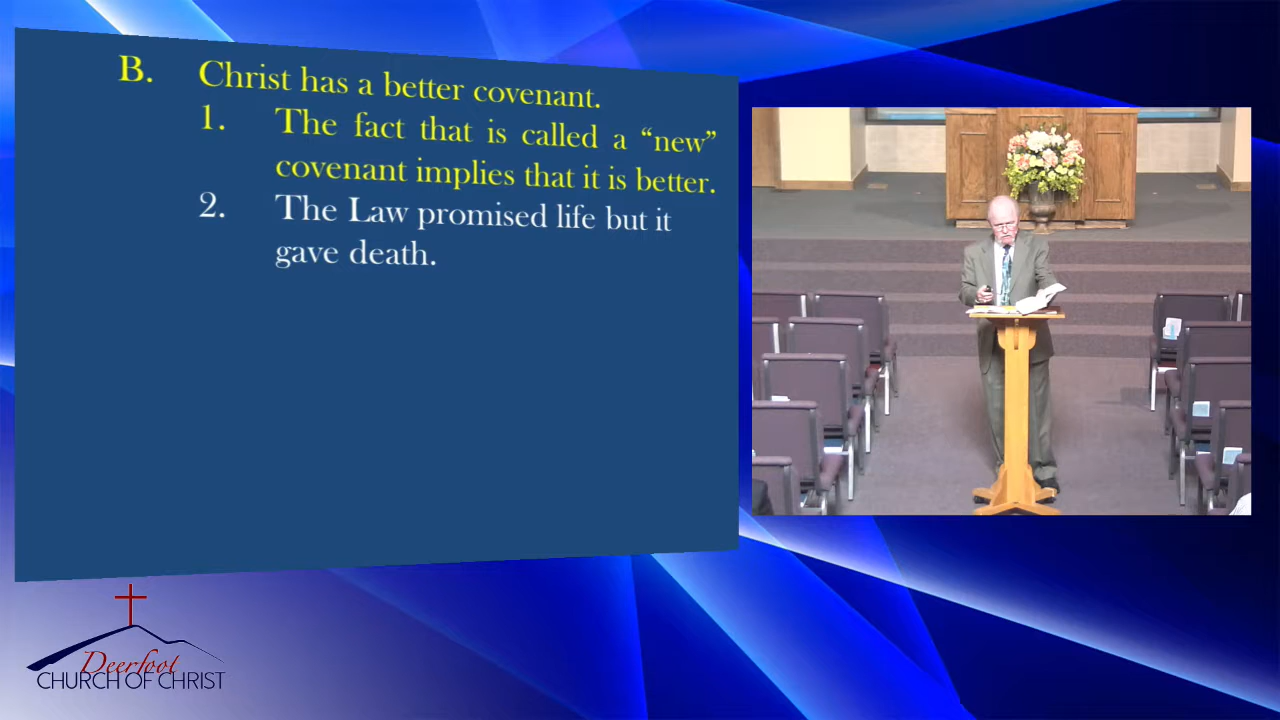 B. Christ has a better covenant.
1. The fact that is called a “new”
covenant implies that it is better.
2. The Law promised life but it
gave death.
Deerfoot
CHURCH OF CHRIST